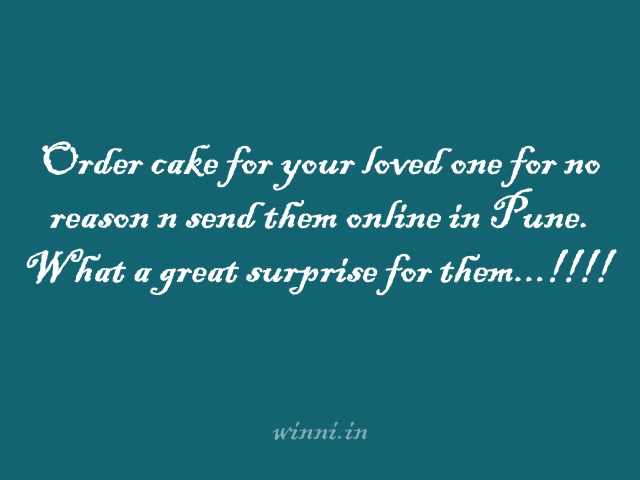 Order cake for your loved one for no
reason n send them online in Pune.
What a great surprise for them...!!!!
winni.in